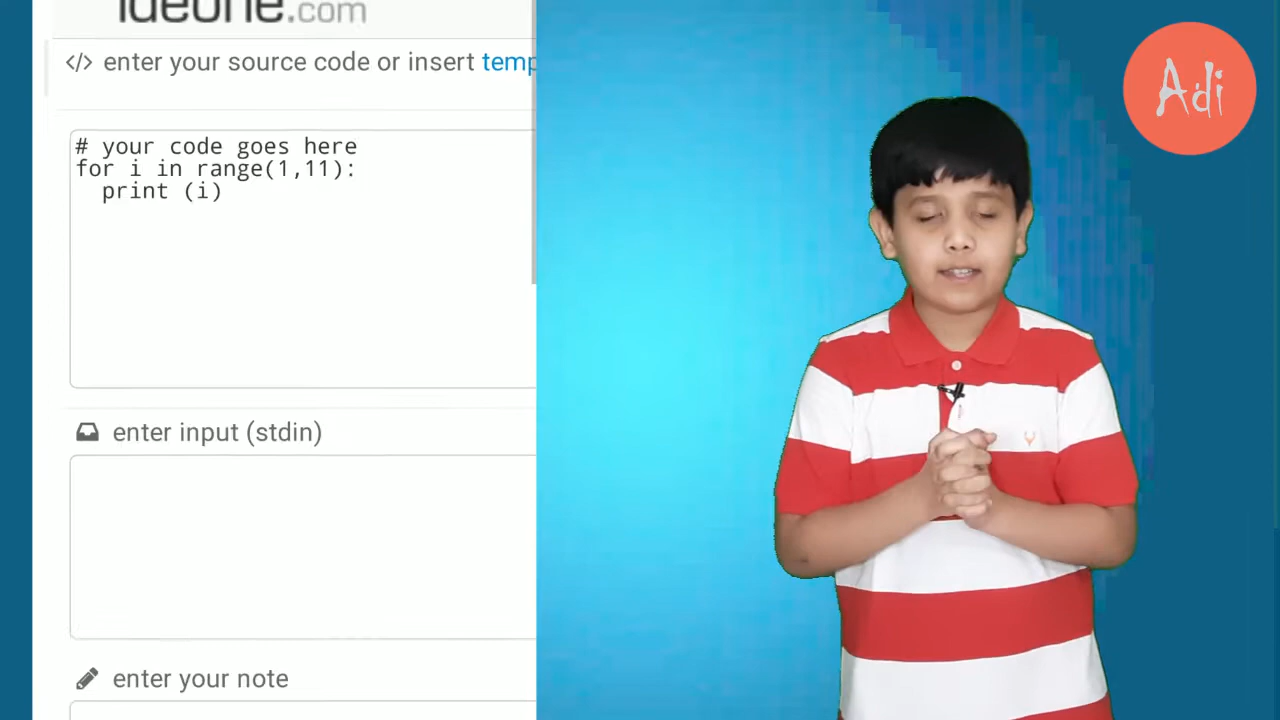 ideone.com
</> enter your source code or insert temp
# your code goes here
for i in range(1,11):
  print (i)
enter input (stdin)
enter your note
Adi